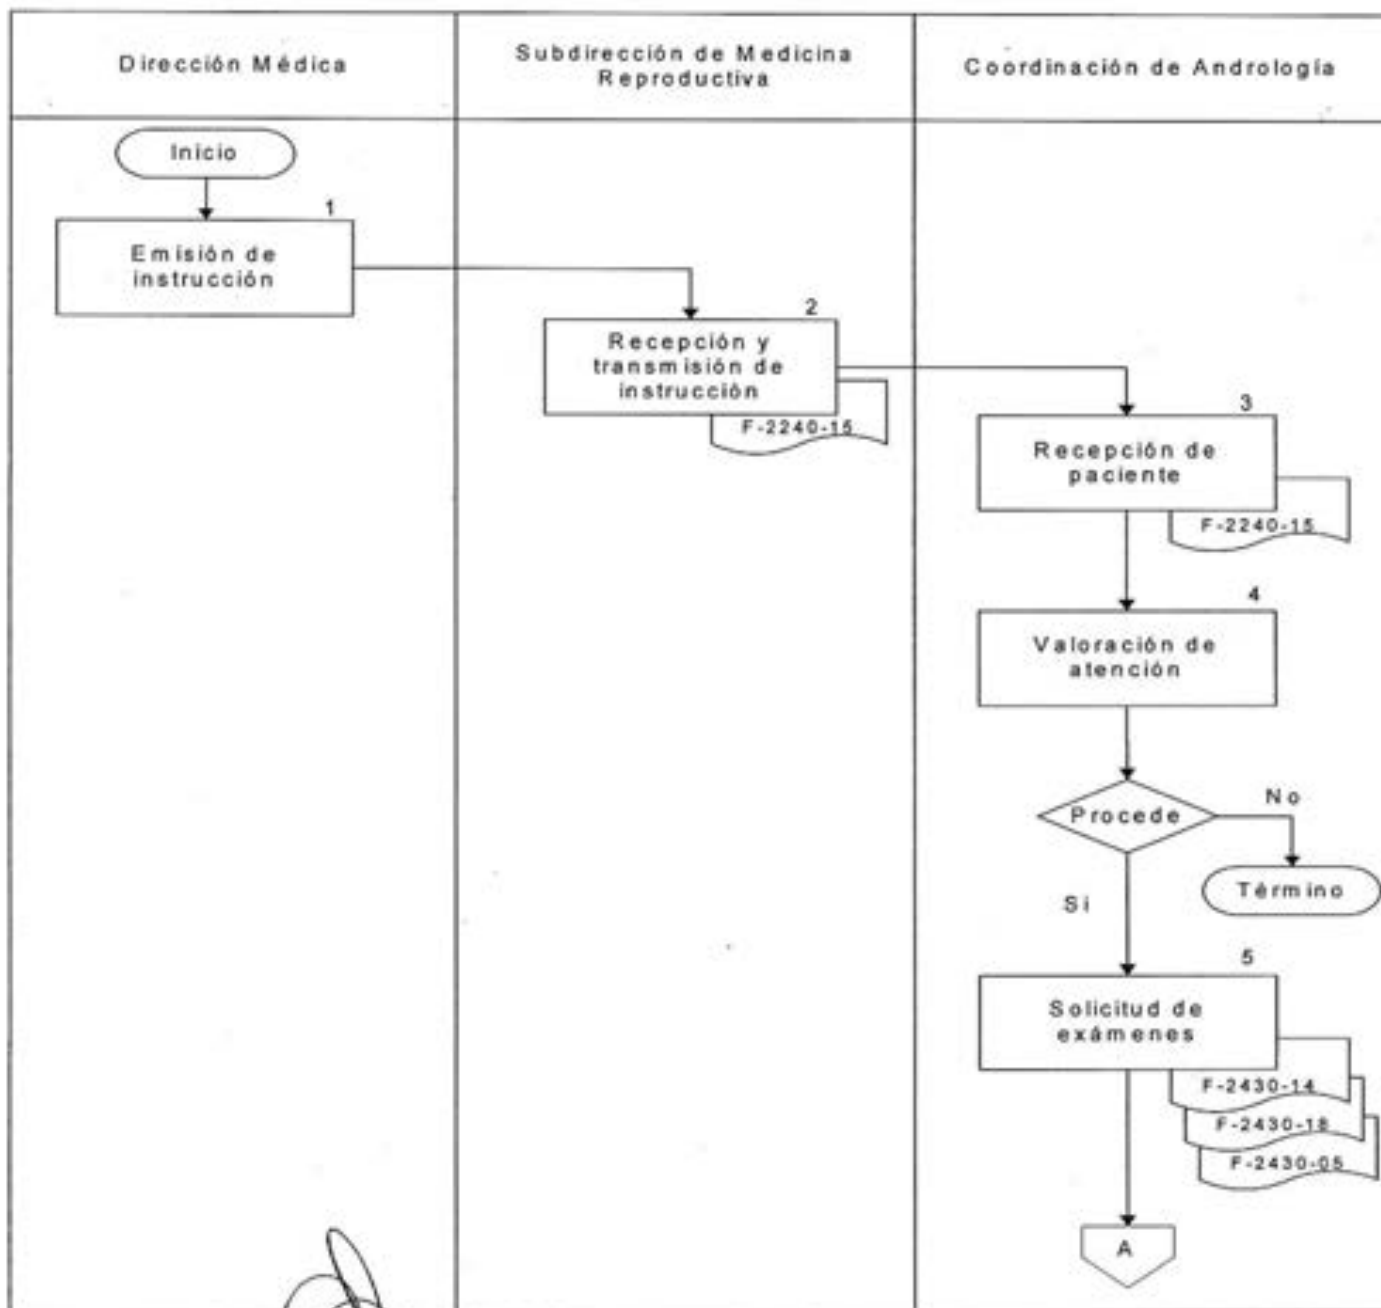 Dirección Médica
Subdirección de Medicina
Reproductiva
Coordinación de Andrología
Inicio
1
Emisión de
instrucción
2
Recepción y
transmisión de
instrucción
F-2240-15
3
Recepción de
paciente
F-2240-15
4
Valoración de
atención
Procede
No
Término
Si
5
Solicitud de
exámenes
F-2430-14
F-2430-18
F-2430-05
A